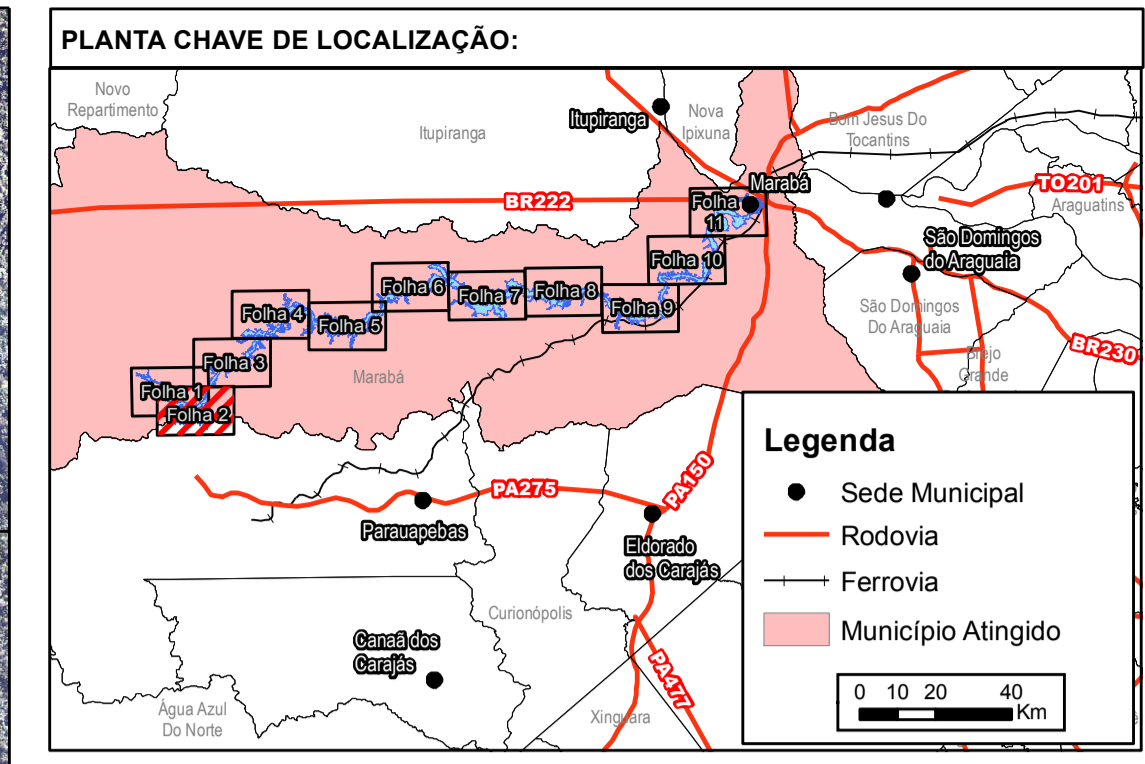 PLANTA CHAVE DE LOCALIZAÇÃO:
Novo
Repartimento
Itupiranga
Itupiranga
Nova
Ipixuna
Bom Jesus Do
Tocantins
Marabá
TO201
Araguatins
BR222
Folha
11
São Domingos
do Araguaia
Folha 10
Folha 6
Folha 7
Folha 8
Folha 9
Folha 4
Folha 5
São Domingos
Do Araguaia
BR230
Brejo
Grande
Folha 3
Marabá
Folha 1
Folha 2
PA275
PA150
Parauapebas
Eldorado
dos Carajás
Curionópolis
Canaã dos
Carajás
PA477
Água Azul
Do Norte
Xinguara
Legenda
Sede Municipal
Rodovia
Ferrovia
Município Atingido
0 10 20 40
Km